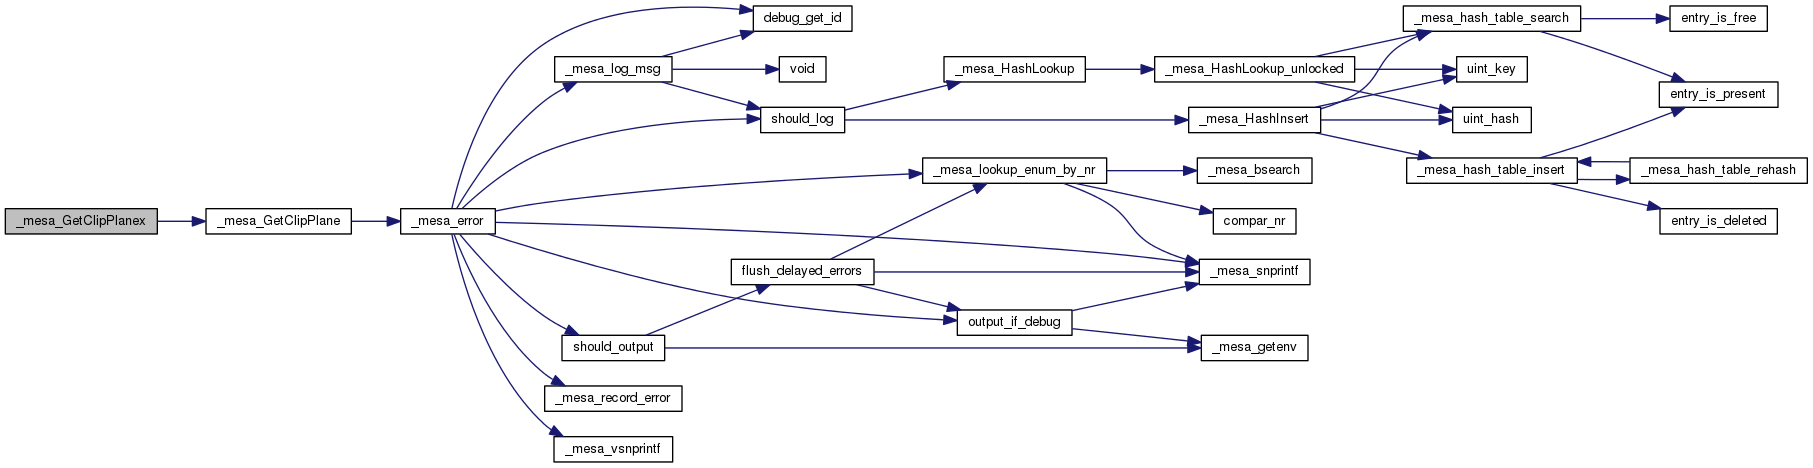 _mesa_GetClipPlanex
_mesa_GetClipPlane
_mesa_error
debug_get_id
_mesa_log_msg
void
should_log
_mesa_HashLookup
_mesa_HashLookup_unlocked
_mesa_HashInsert
_mesa_hash_table_search
entry_is_free
uint_key
entry_is_present
uint_hash
_mesa_hash_table_insert
_mesa_hash_table_rehash
entry_is_deleted
_mesa_lookup_enum_by_nr
_mesa_bsearch
compar_nr
flush_delayed_errors
_mesa_snprintf
output_if_debug
should_output
_mesa_getenv
_mesa_record_error
_mesa_vsnprintf